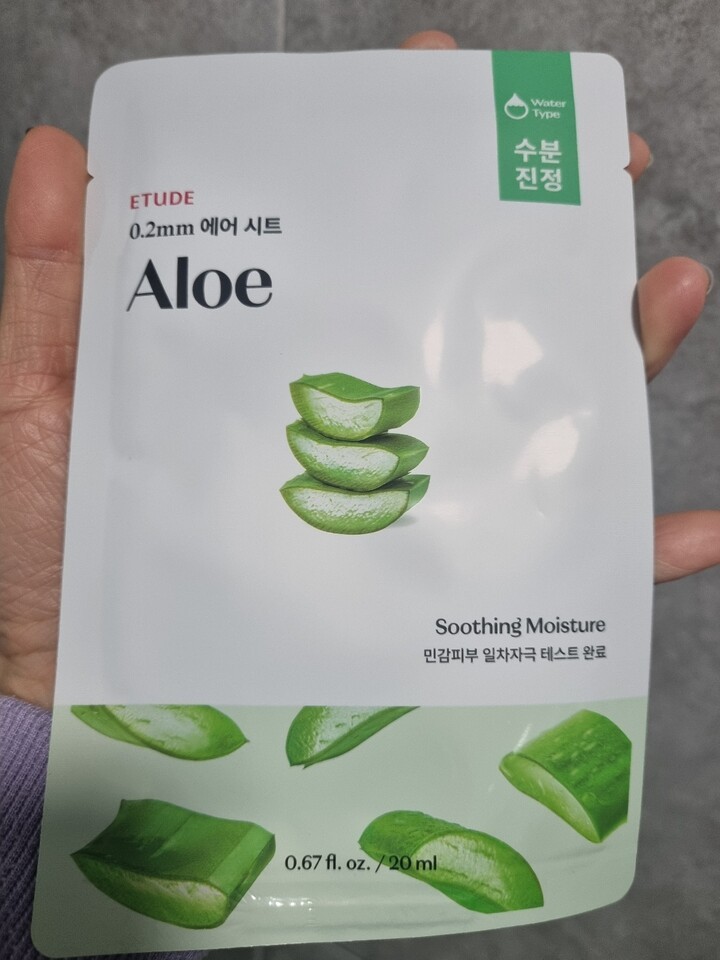 Water
Type
수분
진정
ETUDE
0.2mm 에어 시트
Aloe
Soothing Moisture
민감피부 일차자극 테스트 완료
0.67 fl. oz. / 20 ml